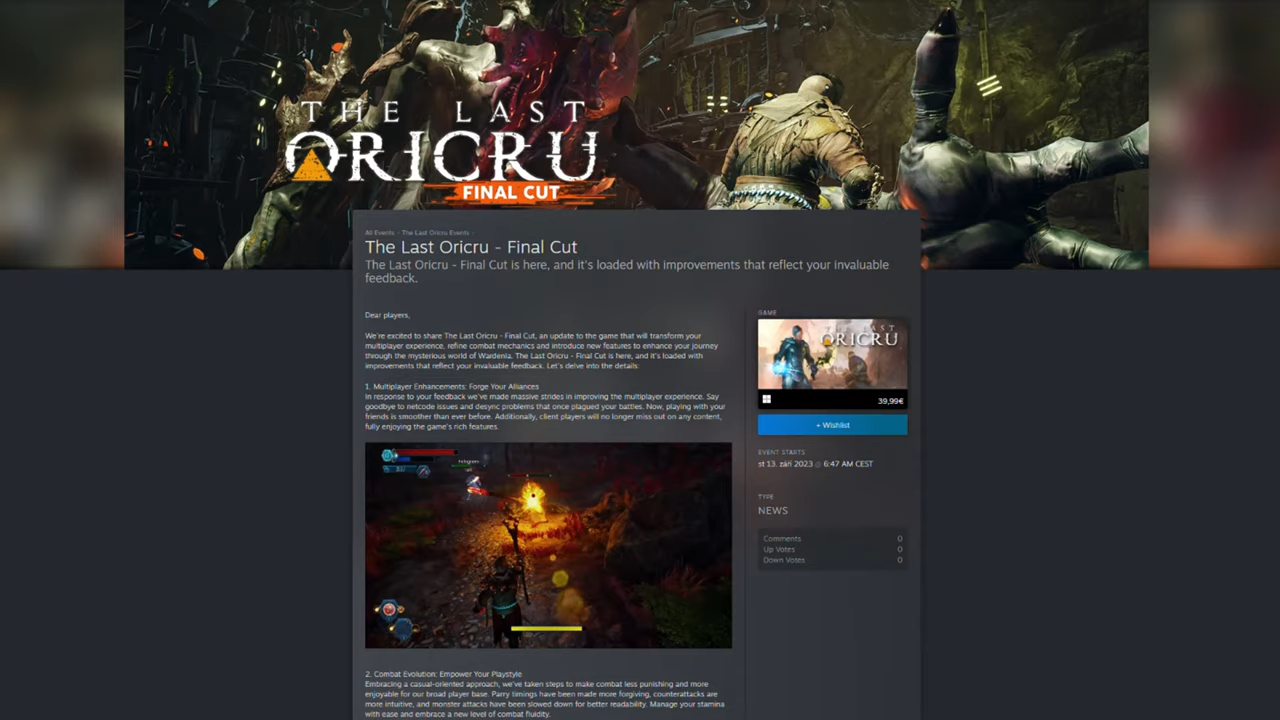 THE LAST
ORICRU
FINAL CUT
All Events - The Last Oricru Events -
The Last Oricru - Final Cut
The Last Oricru - Final Cut is here, and it's loaded with improvements that reflect your invaluable
feedback.
Dear players,
We're excited to share The Last Oricru - Final Cut, an update to the game that will transform your
multiplayer experience, refine combat mechanics and introduce new features to enhance your journey
through the mysterious world of Wardenia. The Last Oricru - Final Cut is here, and it's loaded with
improvements that reflect your invaluable feedback. Let's delve into the details:
1. Multiplayer Enhancements: Forge Your Alliances
In response to your feedback we've made massive strides in improving the multiplayer experience. Say
goodbye to netcode issues and desync problems that once plagued your battles. Now, playing with your
friends is smoother than ever before. Additionally, client players will no longer miss out on any content,
fully enjoying the game's rich features.
2. Combat Evolution: Empower Your Playstyle
Embracing a casual-oriented approach, we've taken steps to make combat less punishing and more
enjoyable for our broad player base. Parry timings have been made more forgiving, counterattacks are
more intuitive, and monster attacks have been slowed down for better readability. Manage your stamina
with ease and embrace a new level of combat fluidity.
GAME
THE LAST
ORICRU
39,99€
+ Wishlist
EVENT STARTS
st 13. září 2023 @ 6:47 AM CEST
TYPE
NEWS
Comments 0
Up Votes 0
Down Votes 0